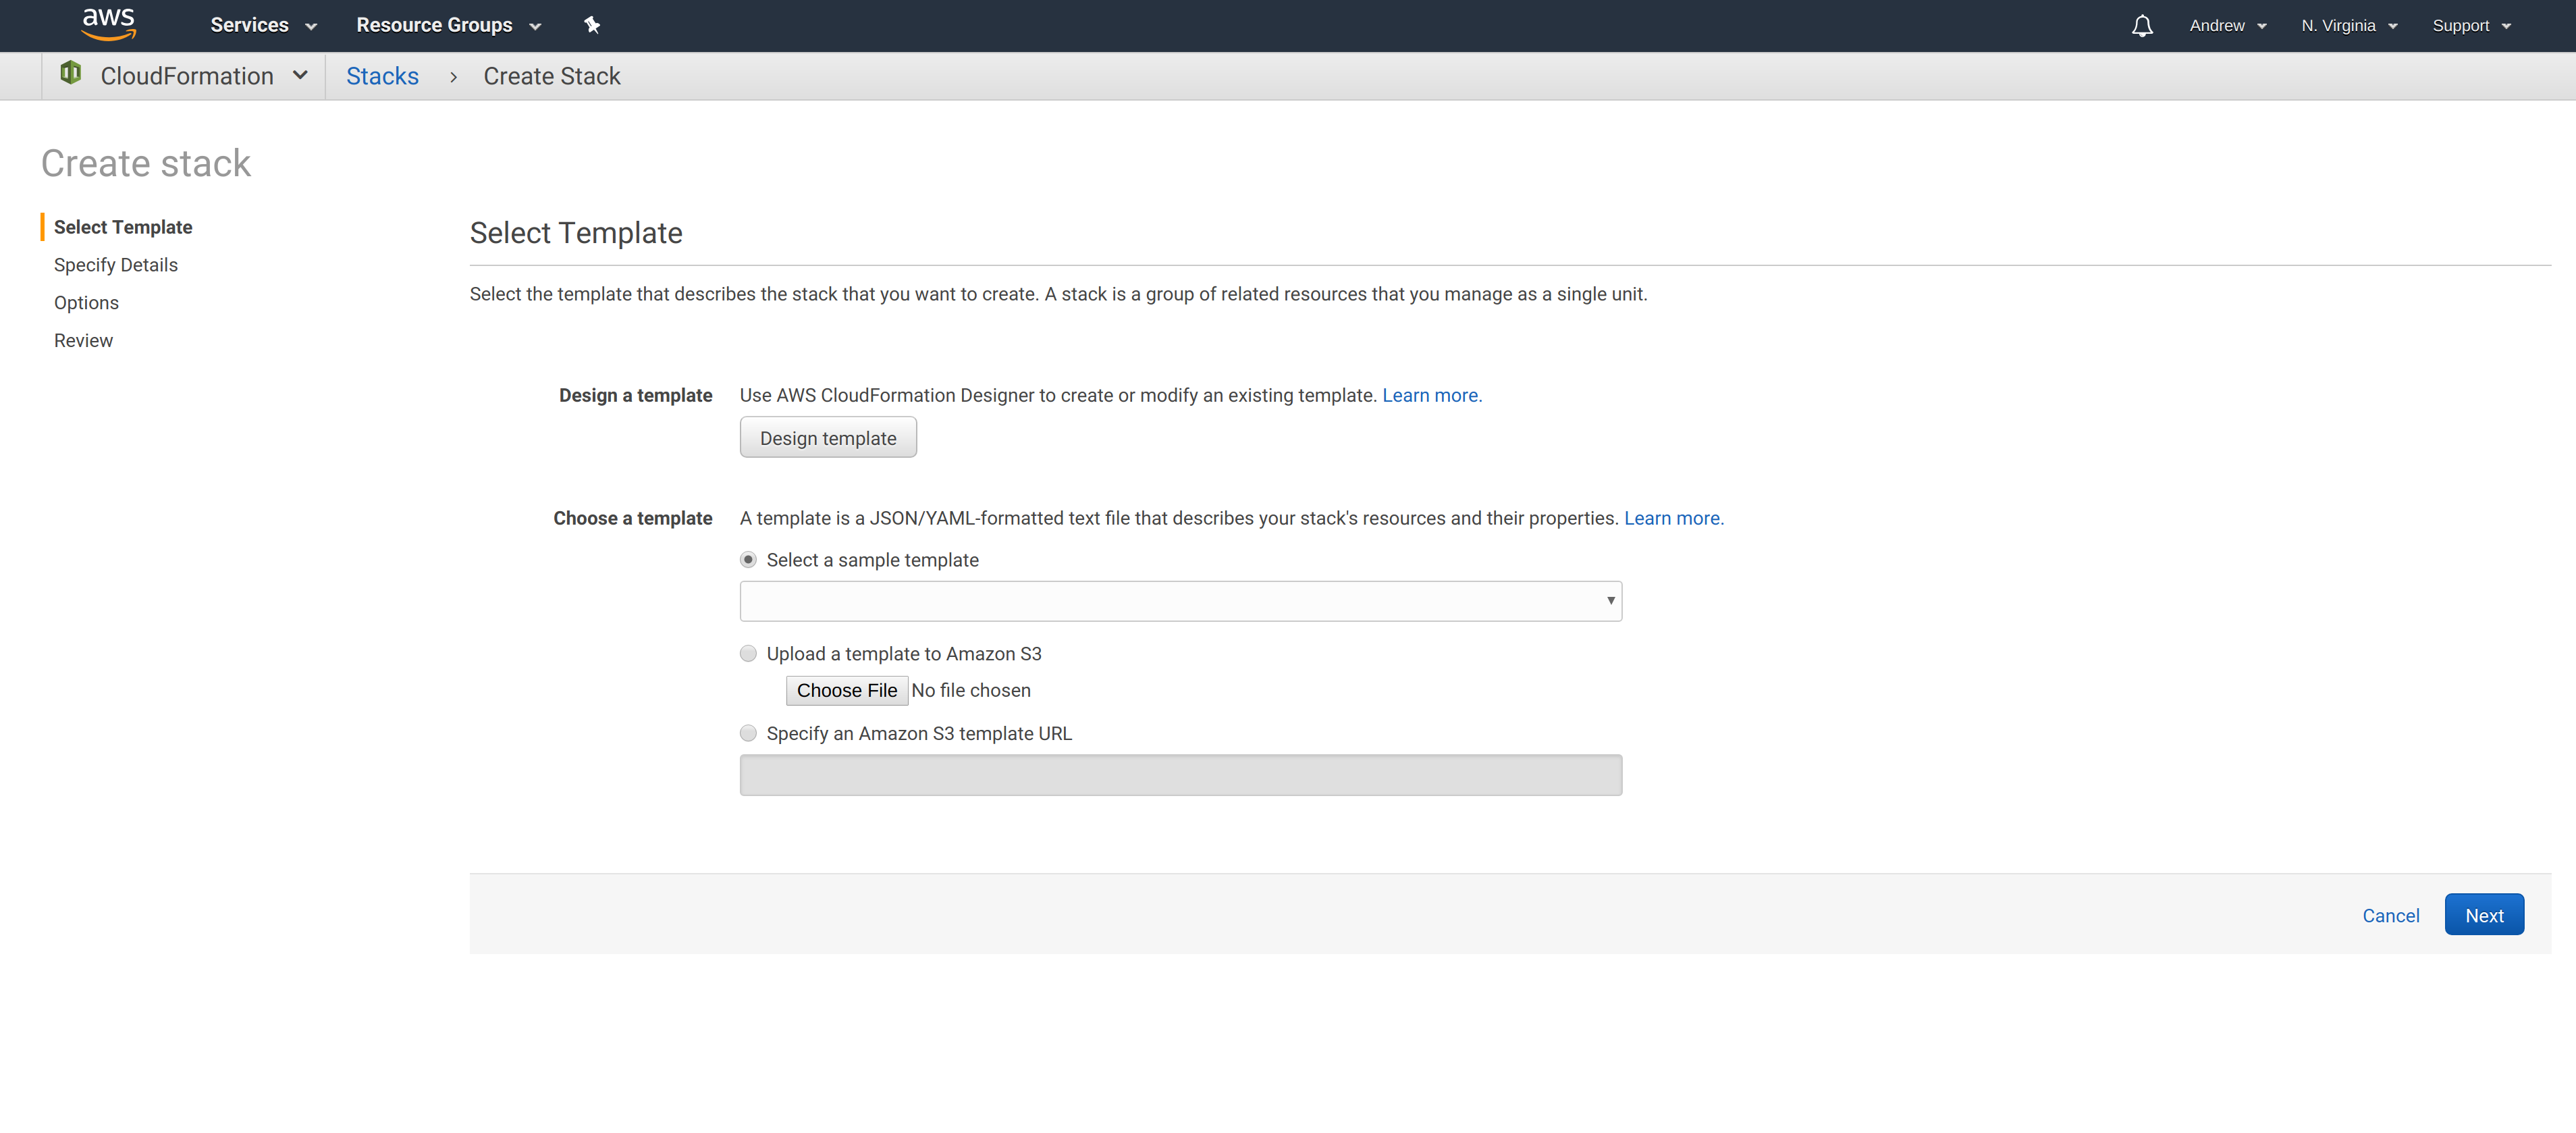 aws Services Resource Groups Andrew N. Virginia Support
CloudFormation Stacks > Create Stack
Create stack
Select Template
Specify Details
Options
Review
Select Template
Select the template that describes the stack that you want to create. A stack is a group of related resources that you manage as a single unit.
Design a template Use AWS CloudFormation Designer to create or modify an existing template. Learn more.
Design template
Choose a template A template is a JSON/YAML-formatted text file that describes your stack's resources and their properties. Learn more.
Select a sample template
Upload a template to Amazon S3
Choose File No file chosen
Specify an Amazon S3 template URL
Cancel Next